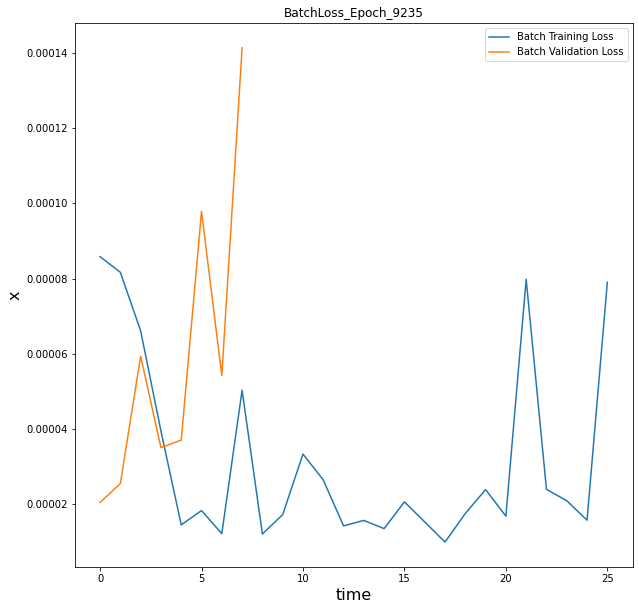 BatchLoss_Epoch_9235
Batch Training Loss
Batch Validation Loss
0.00014
0.00012
0.00010
0.00008
0.00006
0.00004
0.00002
x
0 5 10 15 20 25
time